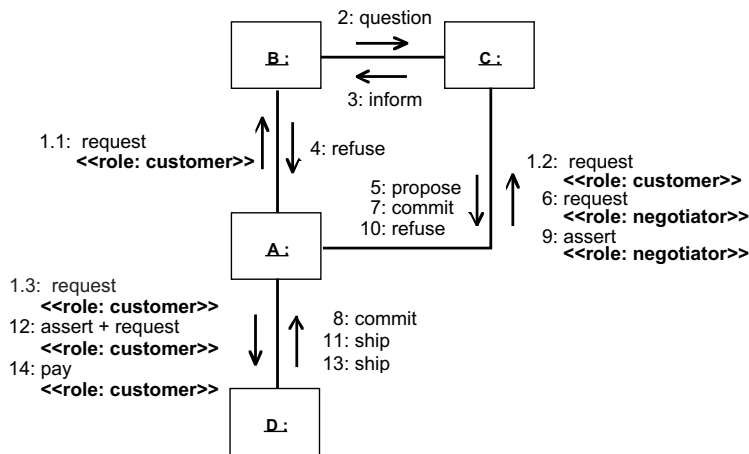 2: question
B :
C :
3: inform
1.1: request
<<role: customer>>
4: refuse
1.2: request
<<role: customer>>
6: request
<<role: negotiator>>
9: assert
<<role: negotiator>>
5: propose
7: commit
10: refuse
A :
1.3: request
<<role: customer>>
12: assert + request
<<role: customer>>
14: pay
<<role: customer>>
8: commit
11: ship
13: ship
D :